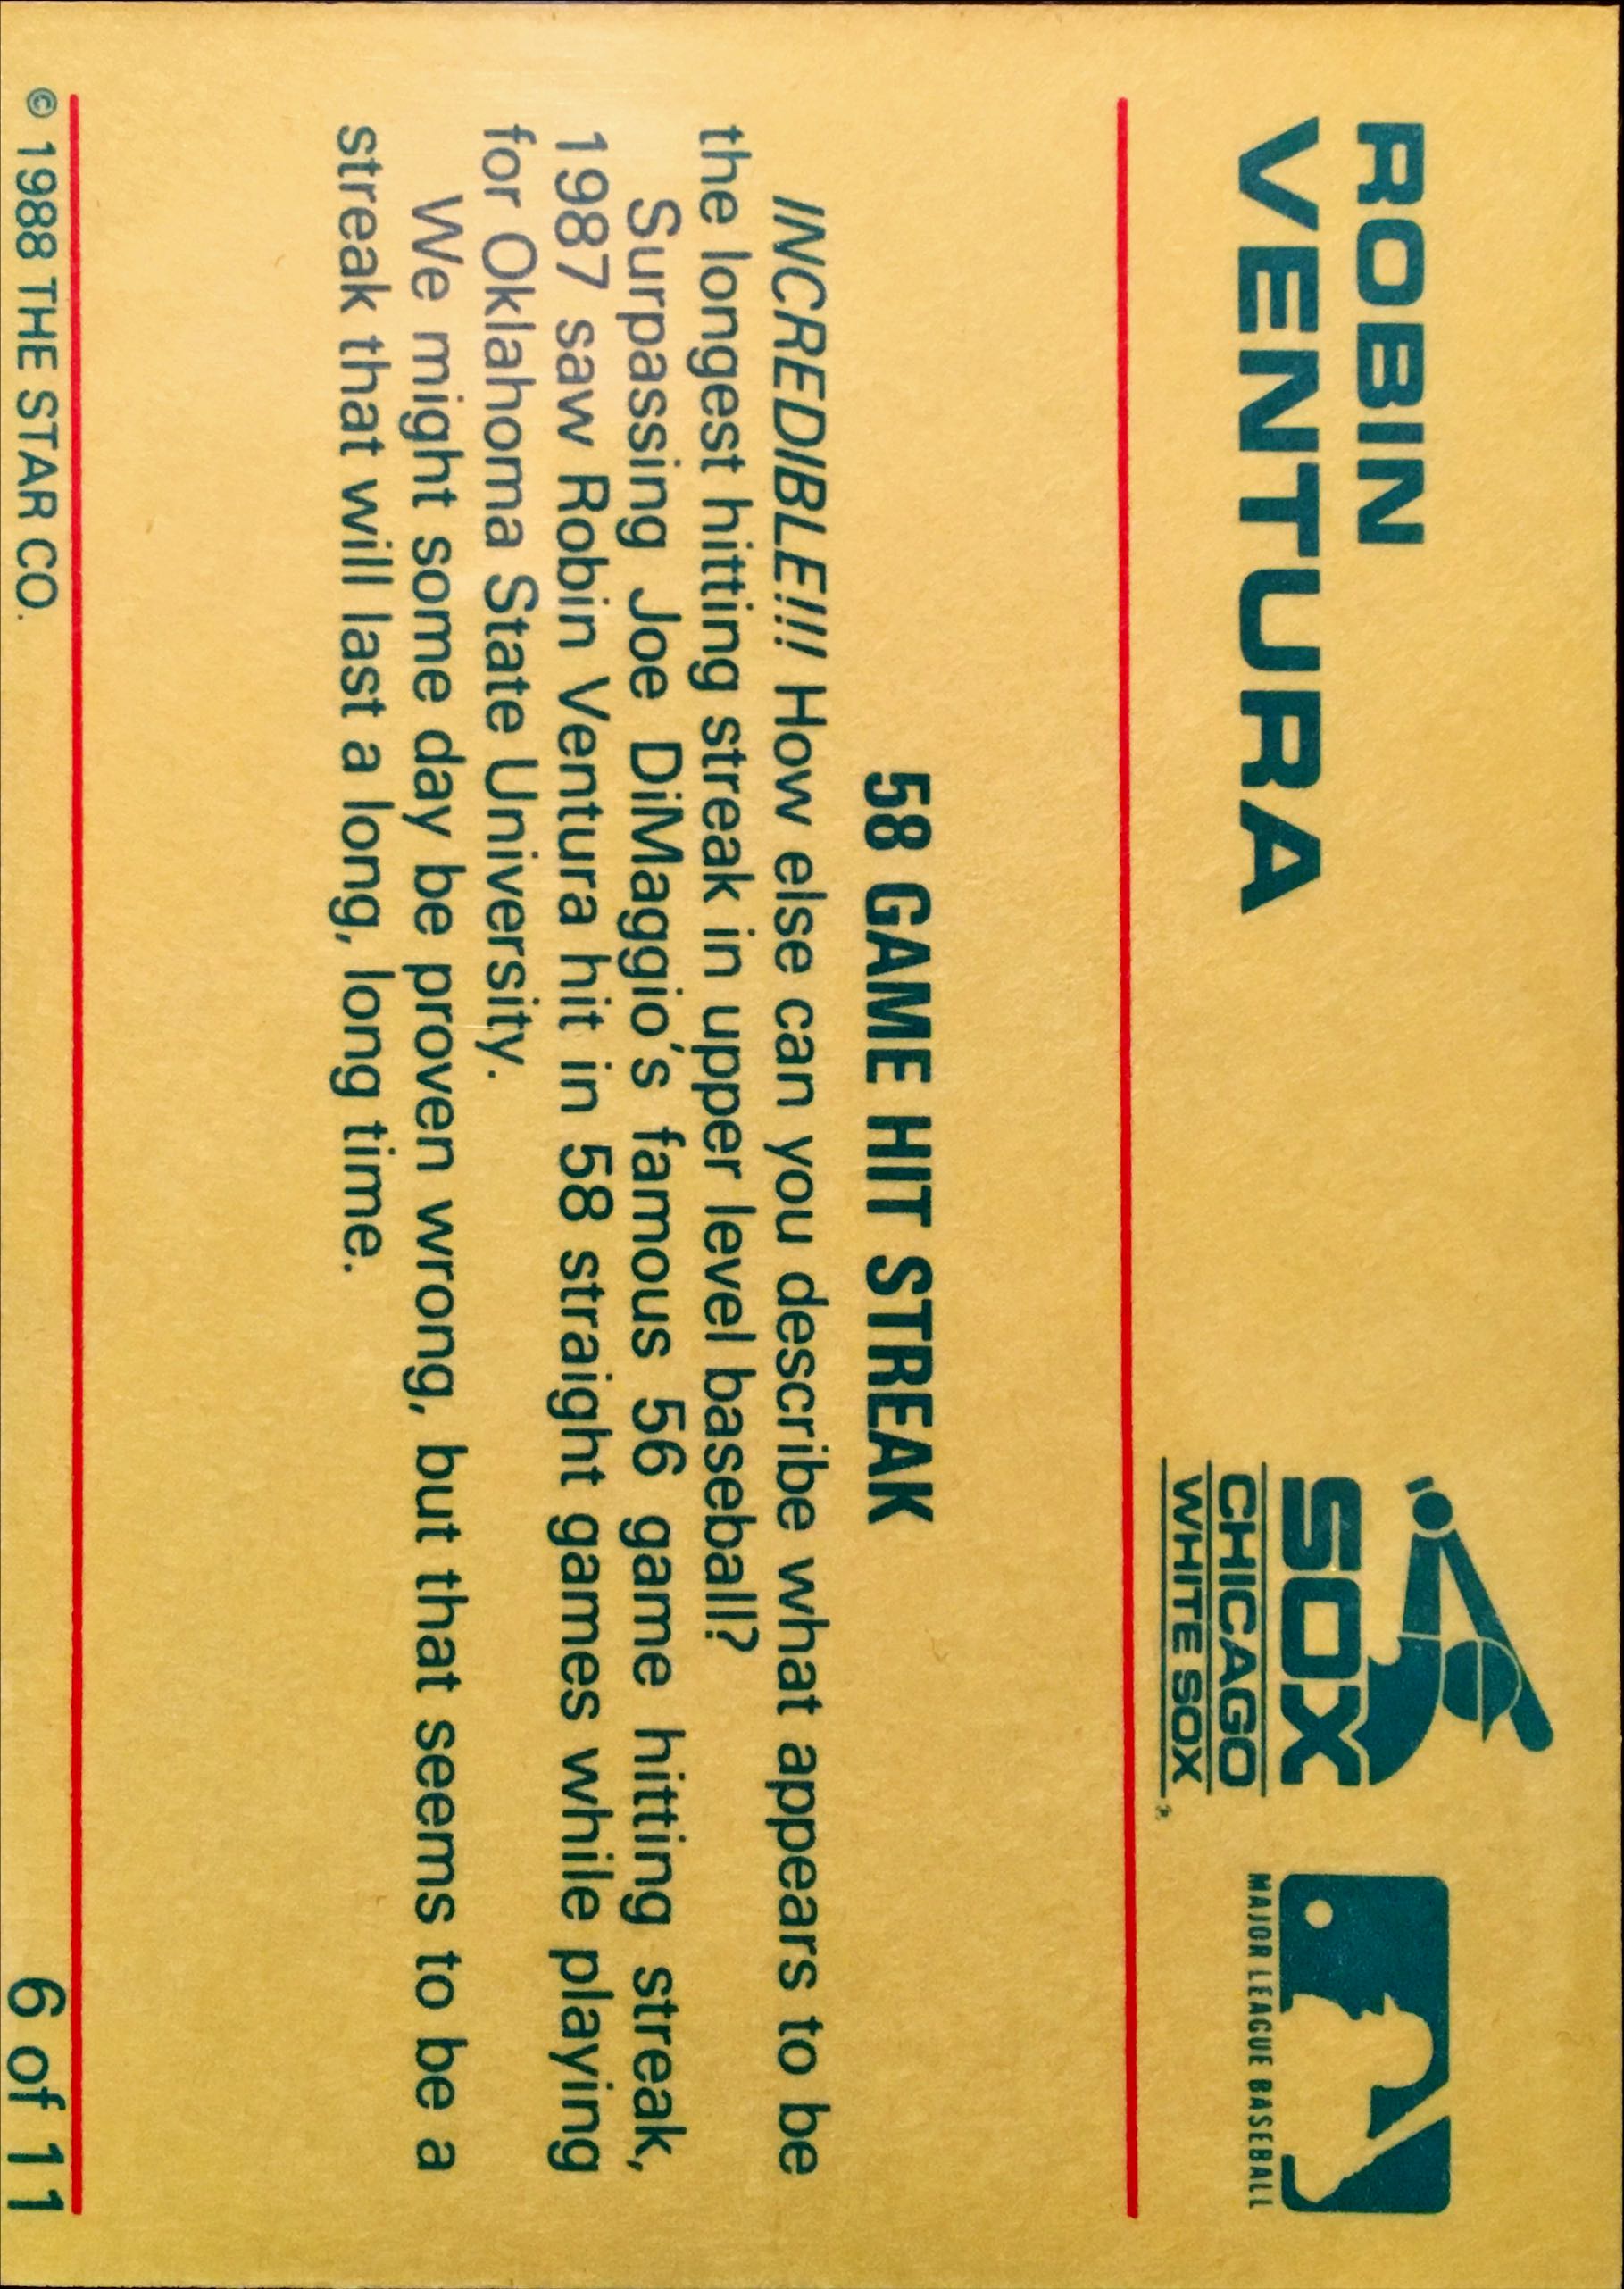 ROBIN
VENTURA
SOX
CHICAGO
WHITE SOX
MAJOR LEAGUE BASEBALL
58 GAME HIT STREAK
INCREDIBLE!!! How else can you describe what appears to be
the longest hitting streak in upper level baseball?
Surpassing Joe DiMaggio's famous 56 game hitting streak,
1987 saw Robin Ventura hit in 58 straight games while playing
for Oklahoma State University.
We might some day be proven wrong, but that seems to be a
streak that will last a long, long time.
© 1988 THE STAR CO.
6 of 11